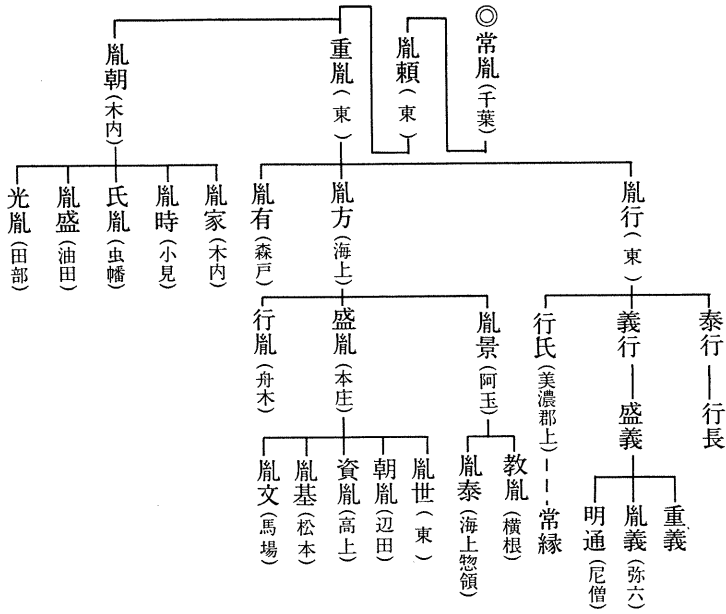 ◎常胤(千葉)
胤頼(東)
重胤(東)
胤朝(木内)
胤行(東)
胤方(海上)
胤有(森戸)
胤家(木内)
胤時(小見)
氏胤(虫幡)
胤盛(油田)
光胤(田部)
泰行
行長
義行
盛義
行氏(美濃郡上)
常縁
胤景(阿玉)
盛胤(本庄)
行胤(舟木)
重義
胤義(弥六)
明通(尼僧)
教胤(横根)
胤泰(海上惣領)
胤世(東)
朝胤(辺田)
資胤(高上)
胤基(松本)
胤文(馬場)